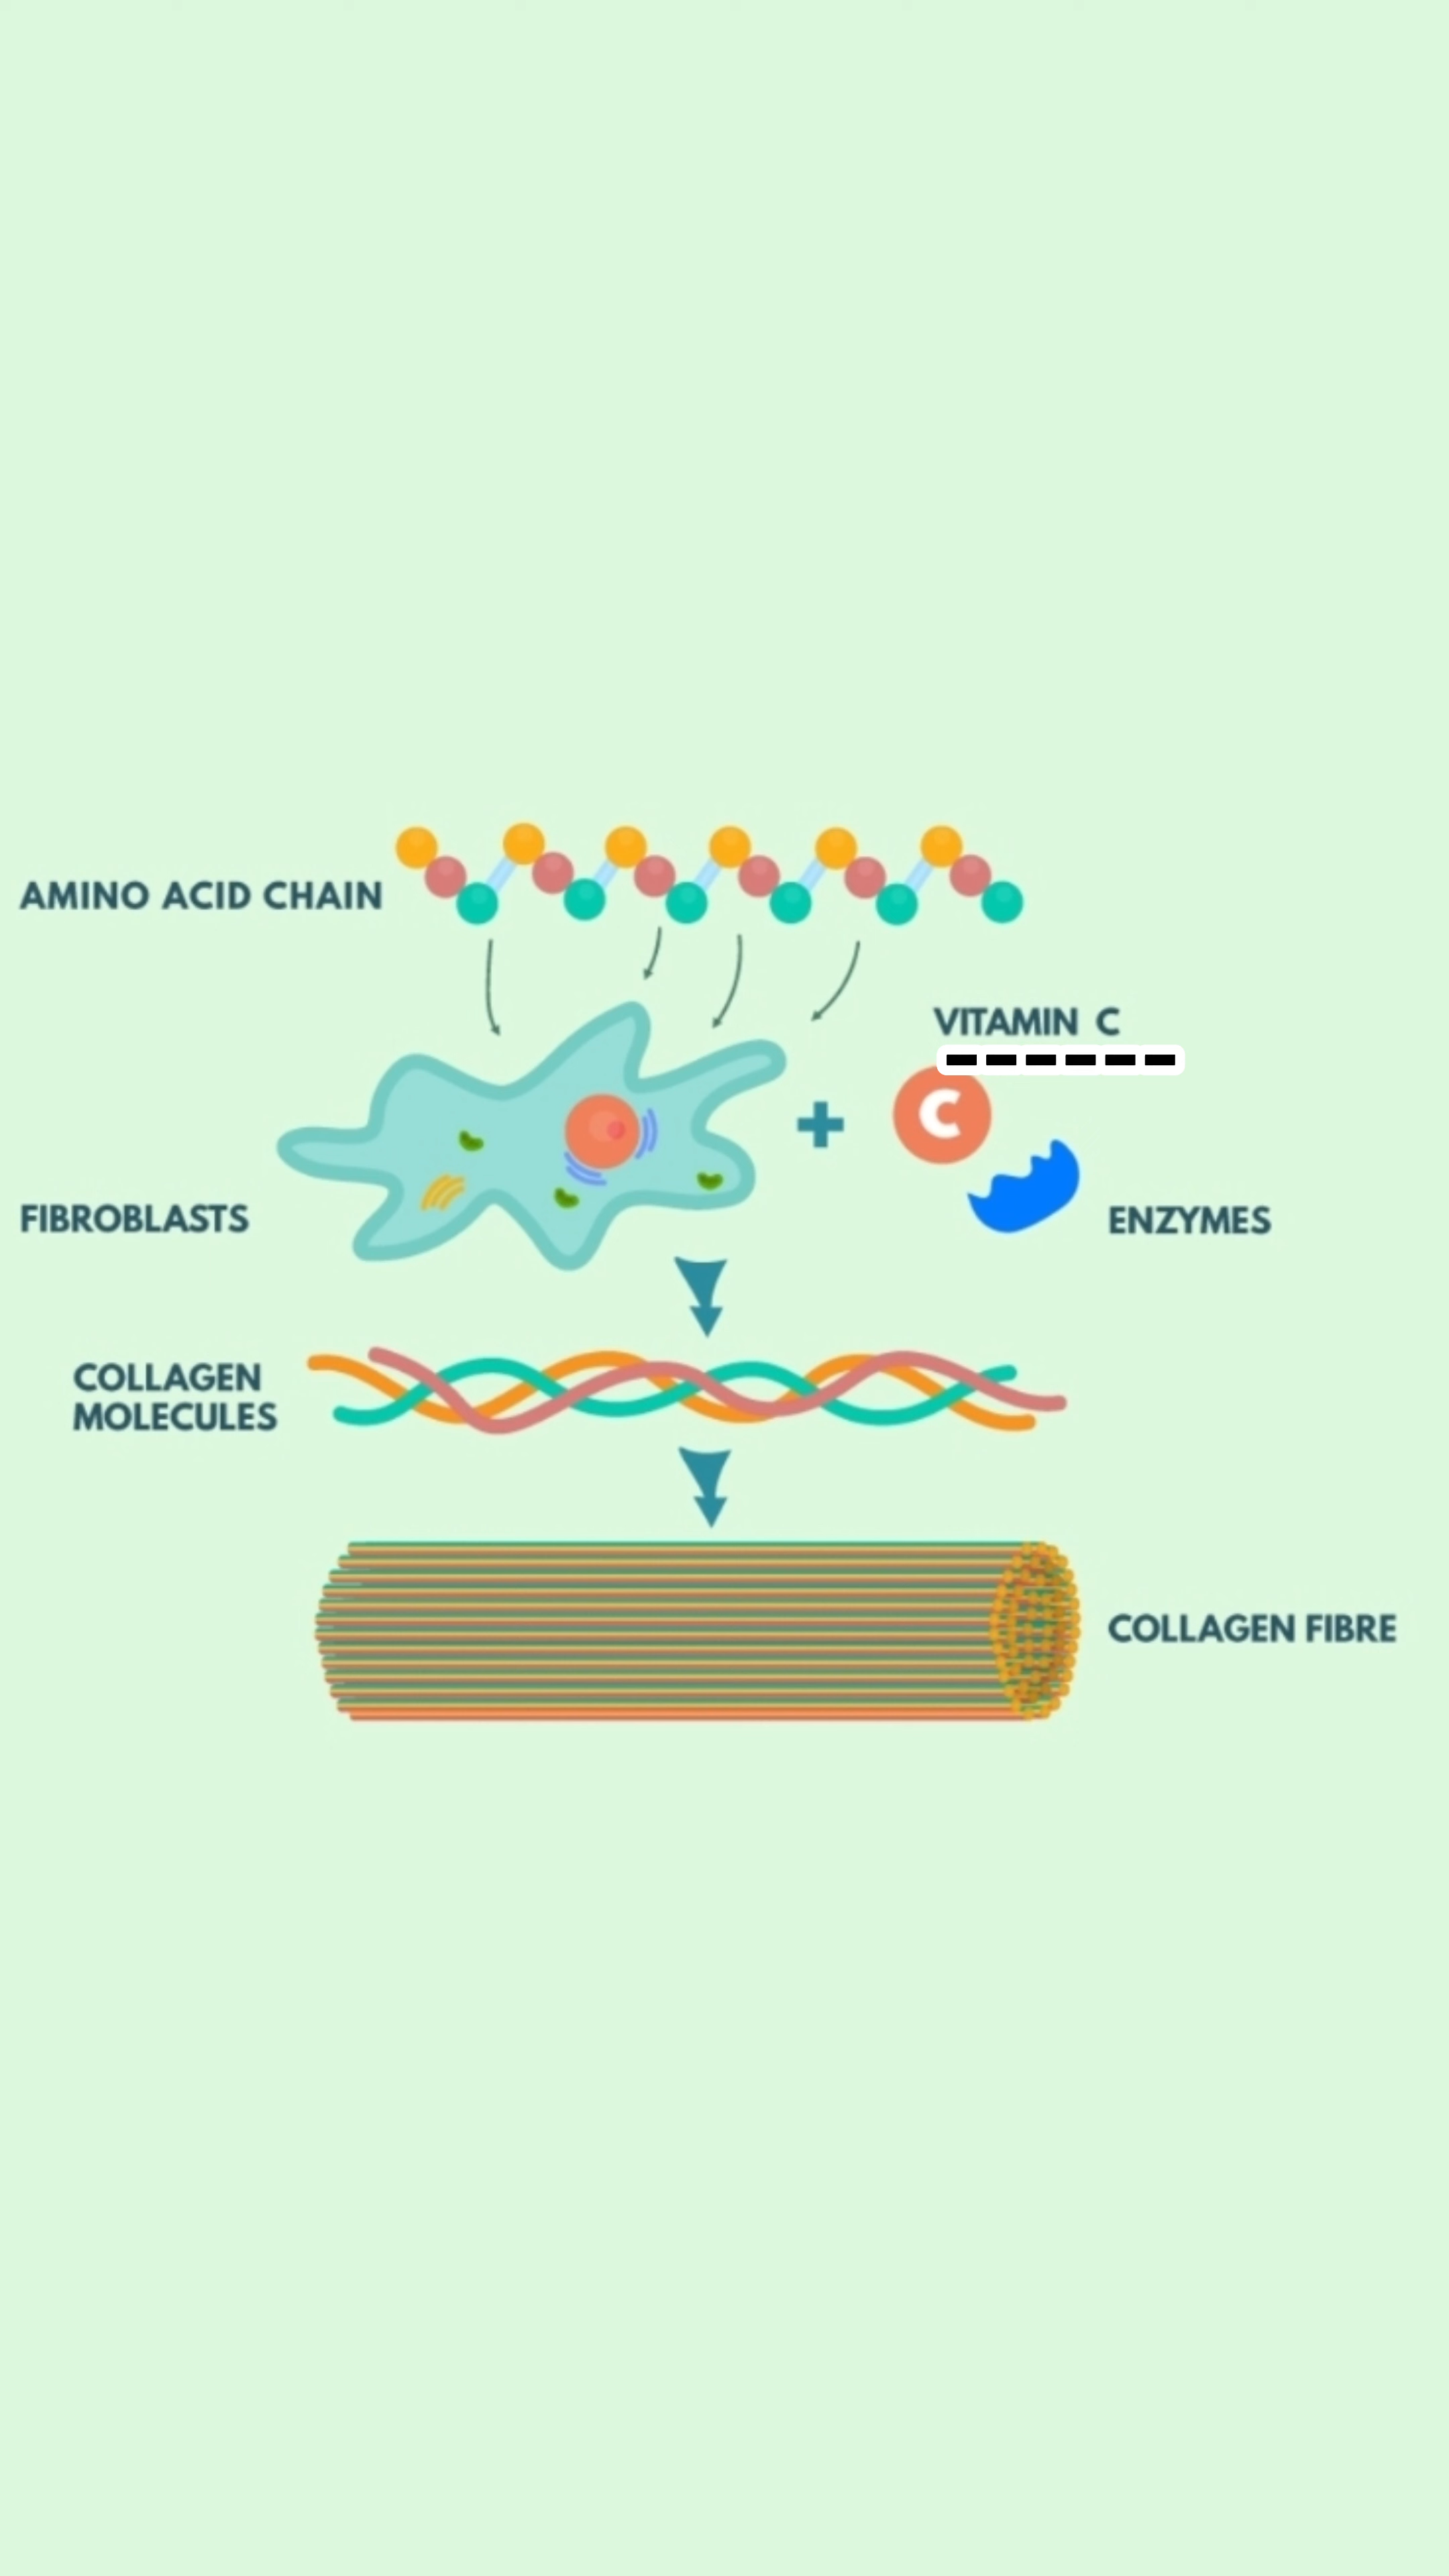 AMINO ACID CHAIN
VITAMIN C
C
FIBROBLASTS
ENZYMES
COLLAGEN
MOLECULES
COLLAGEN FIBRE